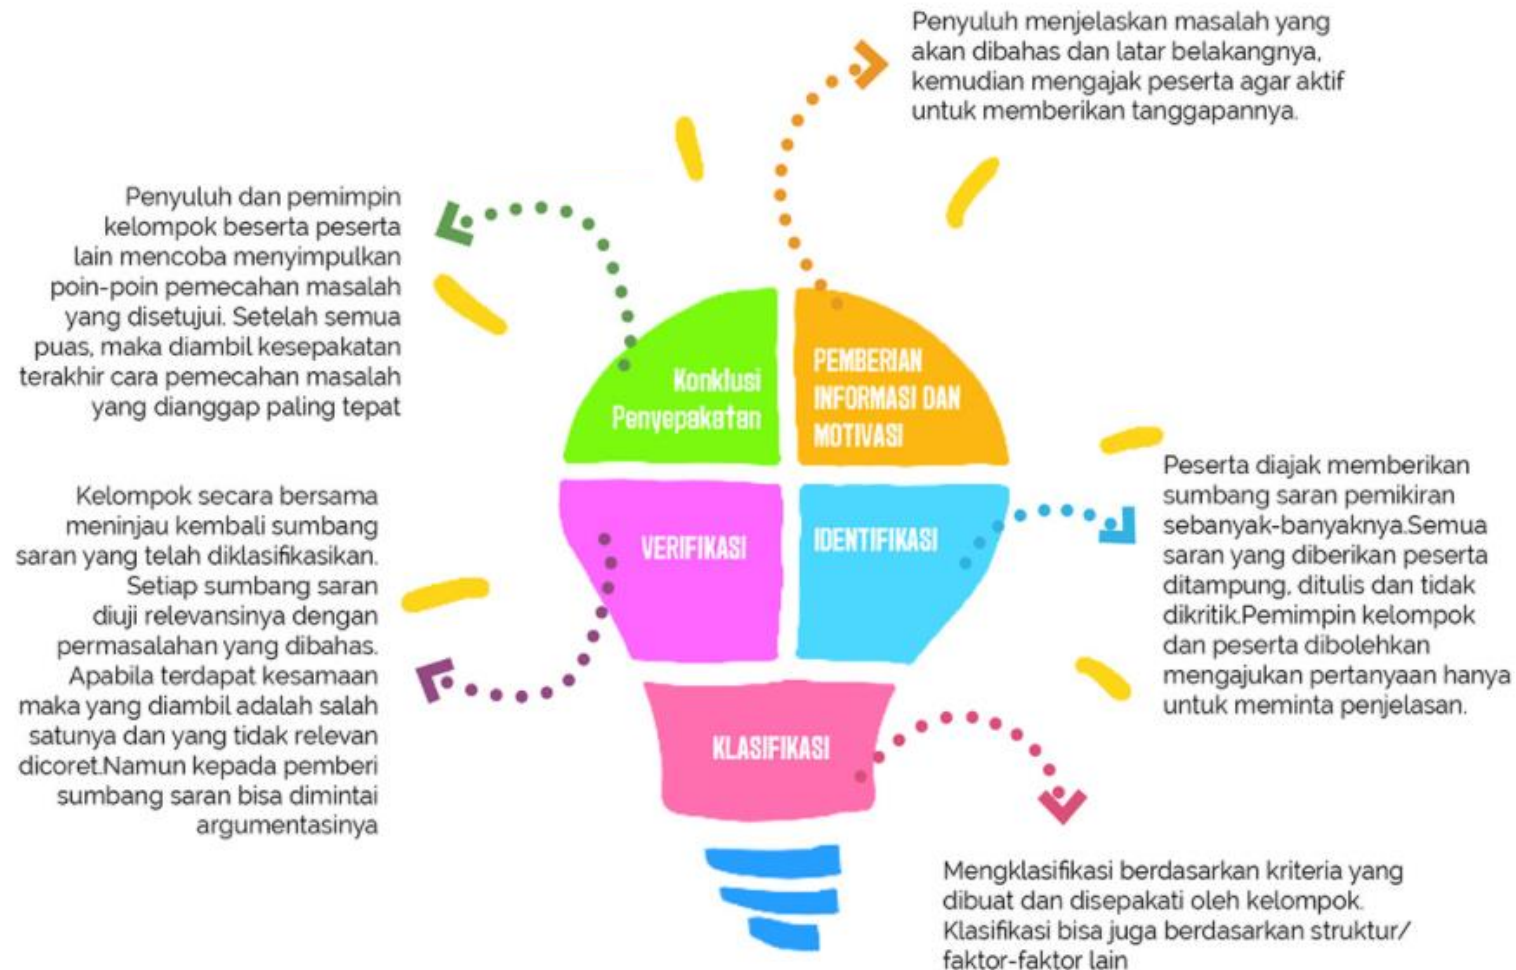 Penyuluh menjelaskan masalah yang
akan dibahas dan latar belakangnya,
kemudian mengajak peserta agar aktif
untuk memberikan tanggapannya.
PEMBERIAN
INFORMASI DAN
MOTIVASI
IDENTIFIKASI
Peserta diajak memberikan
sumbang saran pemikiran
sebanyak-banyaknya.Semua
saran yang diberikan peserta
ditampung, ditulis dan tidak
dikritik.Pemimpin kelompok
dan peserta dibolehkan
mengajukan pertanyaan hanya
untuk meminta penjelasan.
KLASIFIKASI
Mengklasifikasi berdasarkan kriteria yang
dibuat dan disepakati oleh kelompok.
Klasifikasi bisa juga berdasarkan struktur/
faktor-faktor lain
VERIFIKASI
Kelompok secara bersama
meninjau kembali sumbang
saran yang telah diklasifikasikan.
Setiap sumbang saran
diuji relevansinya dengan
permasalahan yang dibahas.
Apabila terdapat kesamaan
maka yang diambil adalah salah
satunya dan yang tidak relevan
dicoret.Namun kepada pemberi
sumbang saran bisa dimintai
argumentasinya
Konklusi
Penyepakatan
Penyuluh dan pemimpin
kelompok beserta peserta
lain mencoba menyimpulkan
poin-poin pemecahan masalah
yang disetujui. Setelah semua
puas, maka diambil kesepakatan
terakhir cara pemecahan masalah
yang dianggap paling tepat